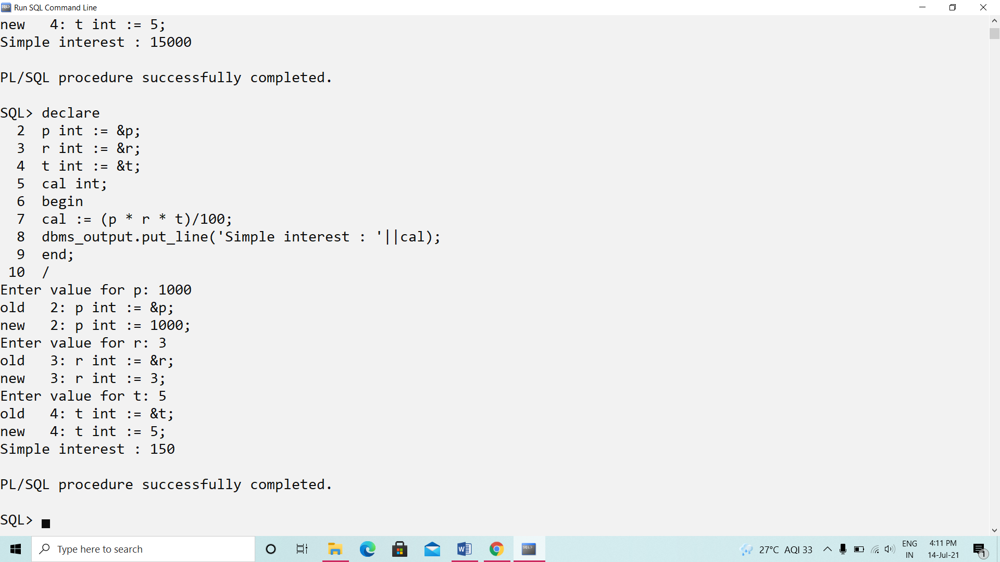 Run SQL Command Line
new   4: t int := 5;
Simple interest : 15000
PL/SQL procedure successfully completed.
SQL> declare
  2  p int := &p;
  3  r int := &r;
  4  t int := &t;
  5  cal int;
  6  begin
  7  cal := (p * r * t)/100;
  8  dbms_output.put_line('Simple interest : '||cal);
  9  end;
 10  /
Enter value for p: 1000
old   2: p int := &p;
new   2: p int := 1000;
Enter value for r: 3
old   3: r int := &r;
new   3: r int := 3;
Enter value for t: 5
old   4: t int := &t;
new   4: t int := 5;
Simple interest : 150
PL/SQL procedure successfully completed.
SQL>
Type here to search
27°C AQI 33
ENG
IN
4:11 PM
14-Jul-21
1